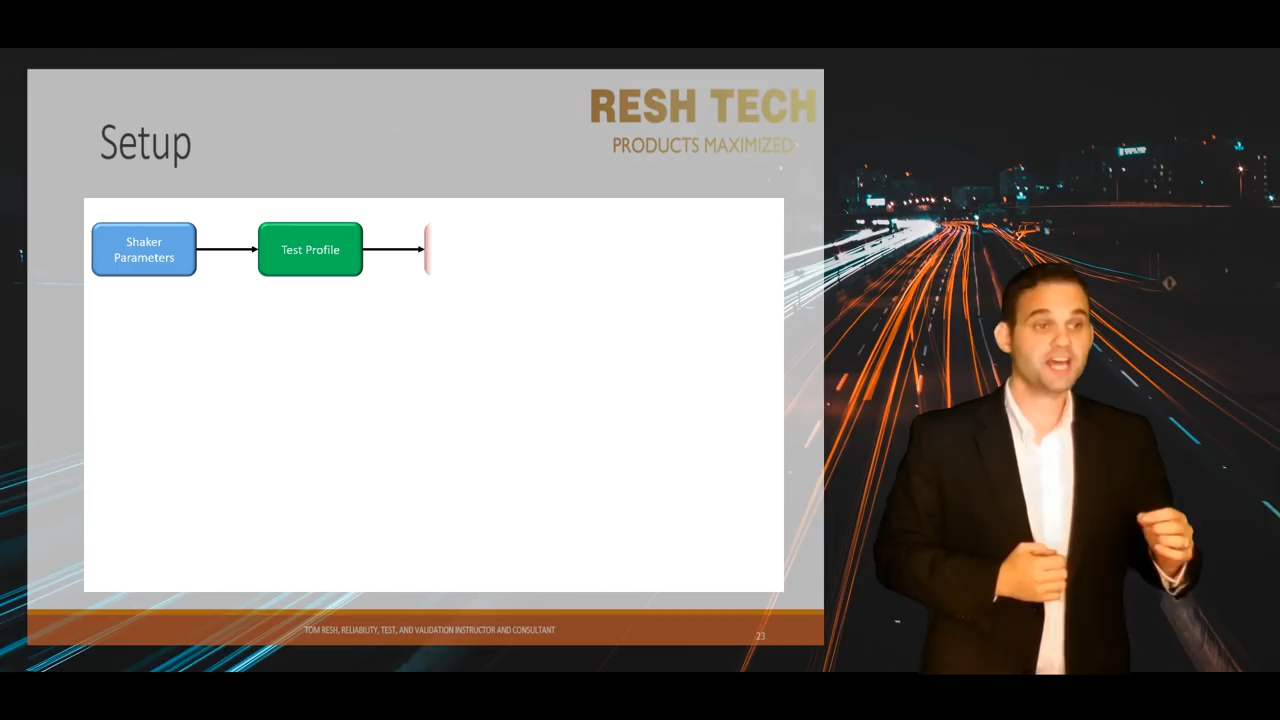 RESH TECH
PRODUCTS MAXIMIZED
Setup
Shaker
Parameters
Test Profile
TOM RESH, RELIABILITY, TEST, AND VALIDATION INSTRUCTOR AND CONSULTANT
23